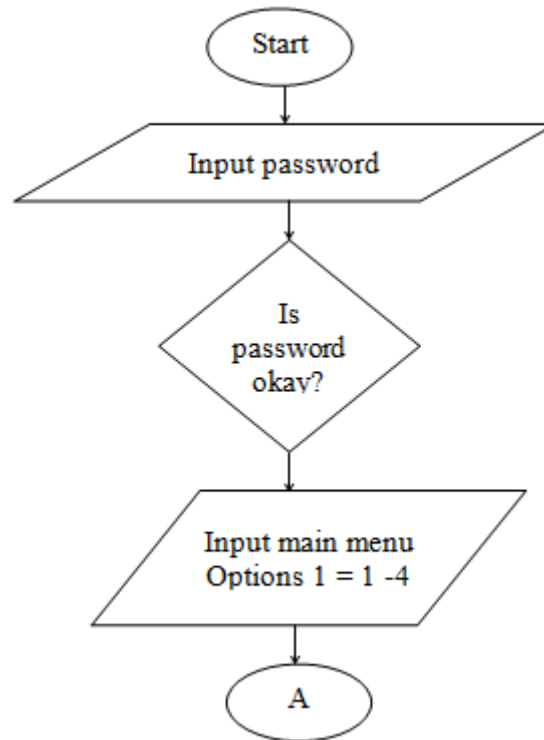 Start
Input password
Is
password
okay?
Input main menu
Options 1 = 1 -4
A